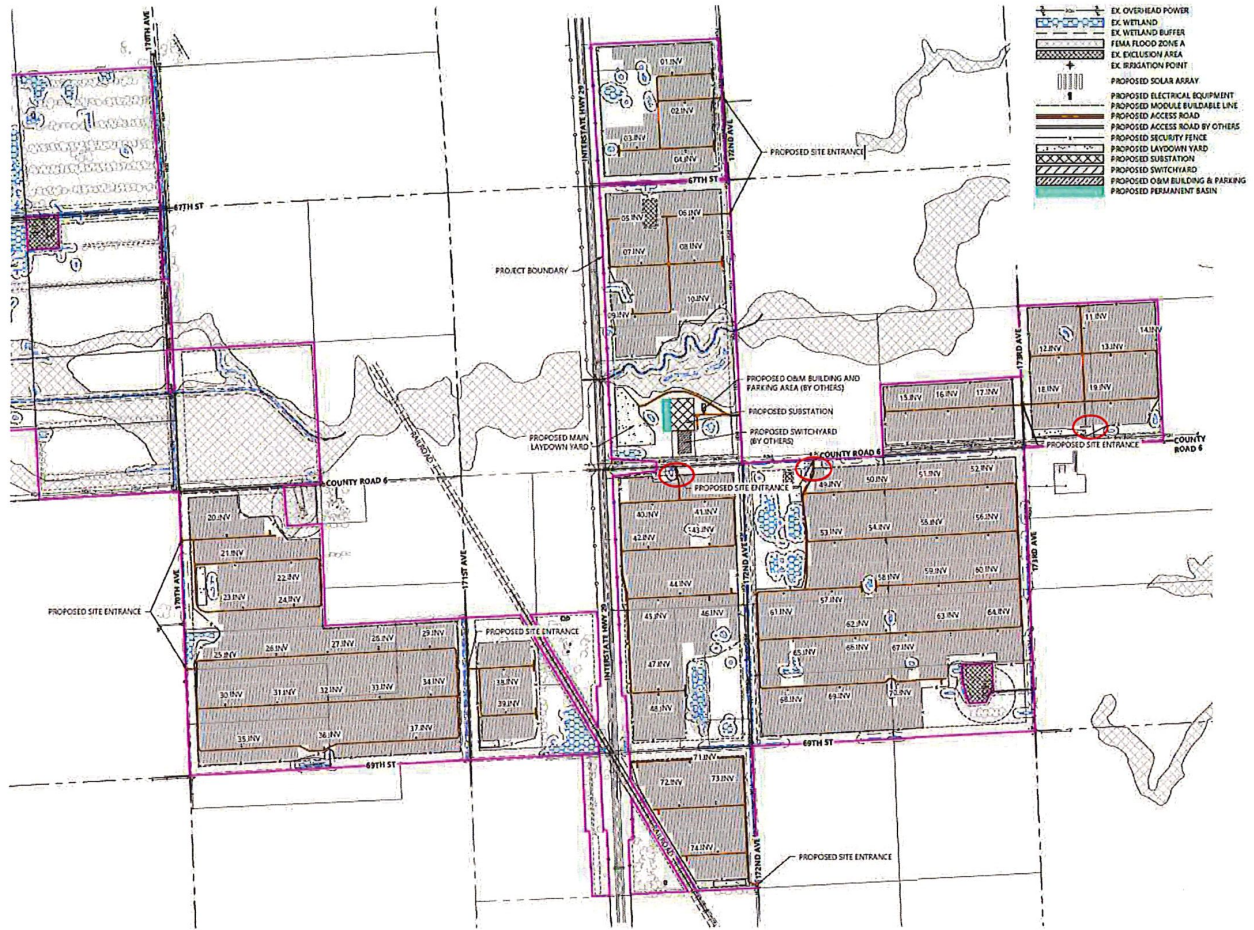 EX. OVERHEAD POWER
EX. WETLAND
EX. WETLAND BUFFER
FEMA FLOOD ZONE A
EX. EXCLUSION AREA
EX. IRRIGATION POINT
PROPOSED SOLAR ARRAY
PROPOSED ELECTRICAL EQUIPMENT
PROPOSED MODULE BUILDABLE LINE
PROPOSED ACCESS ROAD
PROPOSED ACCESS ROAD BY OTHERS
PROPOSED SECURITY FENCE
PROPOSED LAYDOWN YARD
PROPOSED SUBSTATION
PROPOSED SWITCHYARD
PROPOSED O&M BUILDING & PARKING
PROPOSED PERMANENT BASIN
170TH AVE
INTERSTATE HWY 29
172ND AVE
01.INV
02.INV
03.INV
04.INV
PROPOSED SITE ENTRANCE
67TH ST
67TH ST
05.INV
06.INV
07.INV
08.INV
09.INV
10.INV
PROJECT BOUNDARY
173RD AVE
11.INV
12.INV
13.INV
14.INV
15.INV
16.INV
17.INV
18.INV
19.INV
PROPOSED O&M BUILDING AND
PARKING AREA (BY OTHERS)
PROPOSED SUBSTATION
PROPOSED SWITCHYARD
(BY OTHERS)
PROPOSED MAIN
LAYDOWN YARD
RAILROAD
PROPOSED SITE ENTRANCE
COUNTY
ROAD 6
COUNTY ROAD 6
COUNTY ROAD 6
PROPOSED SITE ENTRANCE
20.INV
21.INV
22.INV
23.INV
24.INV
170TH AVE
171ST AVE
PROPOSED SITE ENTRANCE
PROPOSED SITE ENTRANCE
25.INV
26.INV
27.INV
28.INV
29.INV
30.INV
31.INV
32.INV
33.INV
34.INV
35.INV
36.INV
37.INV
38.INV
39.INV
INTERSTATE HWY 29
40.INV
41.INV
42.INV
43.INV
44.INV
45.INV
46.INV
47.INV
48.INV
172ND AVE
49.INV
50.INV
51.INV
52.INV
53.INV
54.INV
55.INV
56.INV
57.INV
58.INV
59.INV
60.INV
61.INV
62.INV
63.INV
64.INV
65.INV
66.INV
67.INV
68.INV
69.INV
70.INV
173RD AVE
69TH ST
69TH ST
71.INV
72.INV
73.INV
74.INV
RAILROAD
172ND AVE
PROPOSED SITE ENTRANCE